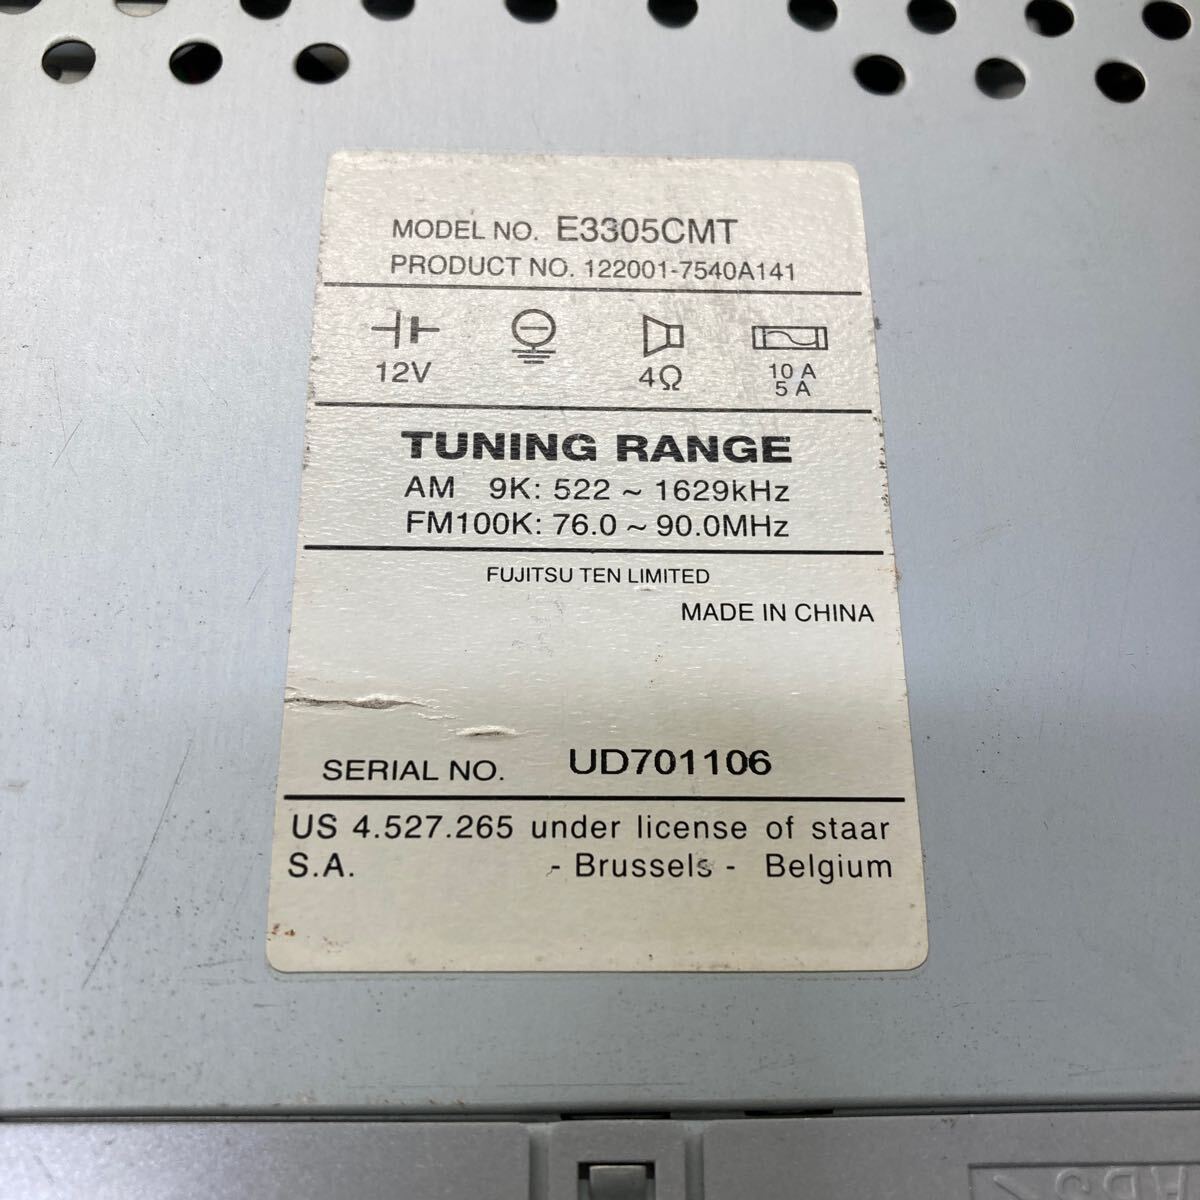 MODEL NO. E3305CMT
PRODUCT NO. 122001-7540A141
12V 4Ω 10 A
5 A
TUNING RANGE
AM 9K: 522 ~ 1629kHz
FM100K: 76.0 ~ 90.0MHz
FUJITSU TEN LIMITED
MADE IN CHINA
SERIAL NO. UD701106
US 4.527.265 under license of staar
S.A. - Brussels - Belgium